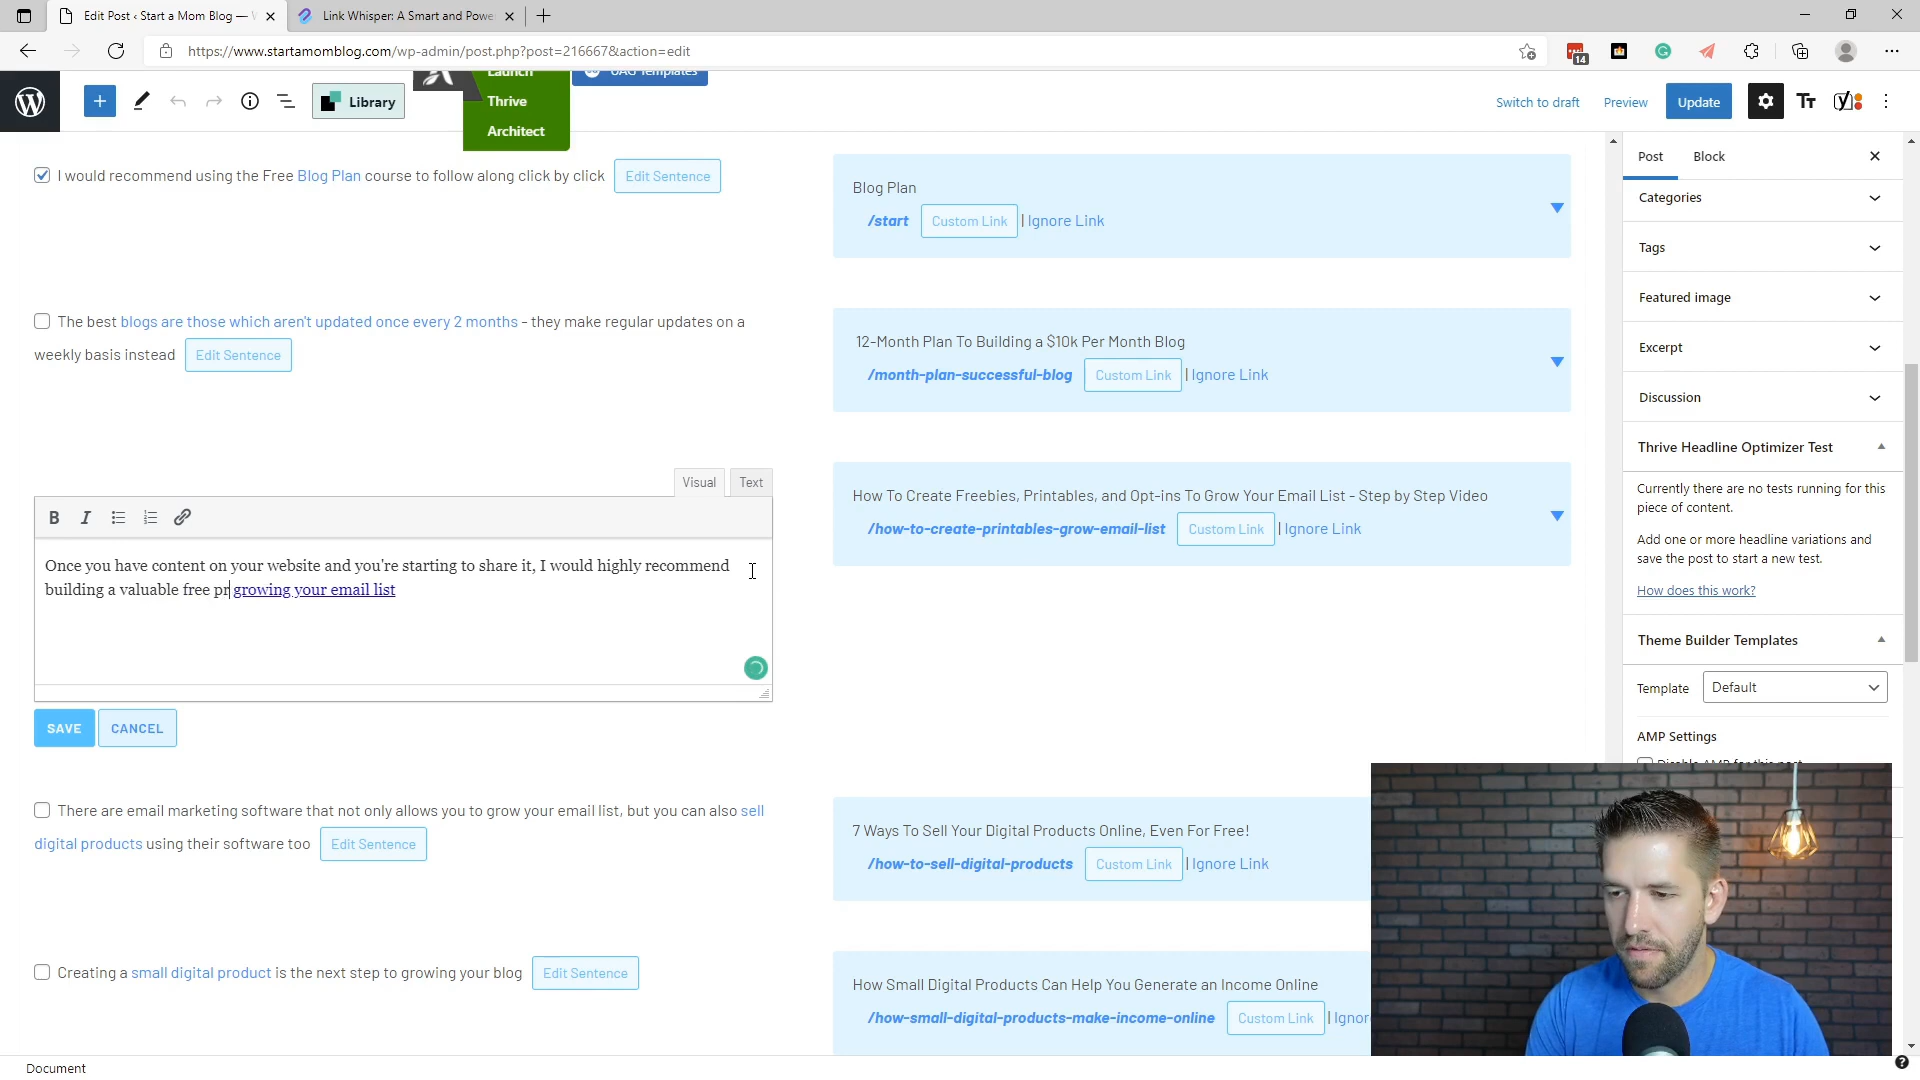 Edit Post ‹ Start a Mom Blog —
Link Whisper: A Smart and Powe
https://www.startamomblog.com/wp-admin/post.php?post=216667&action=edit
14
Library
Launch
Thrive
Architect
UAG Templates
Switch to draft
Preview
Update
I would recommend using the Free Blog Plan course to follow along click by click
Edit Sentence
Blog Plan
/start
Custom Link
| Ignore Link
The best blogs are those which aren't updated once every 2 months - they make regular updates on a
weekly basis instead
Edit Sentence
12-Month Plan To Building a $10k Per Month Blog
/month-plan-successful-blog
Custom Link
| Ignore Link
Visual
Text
B I
Once you have content on your website and you're starting to share it, I would highly recommend
building a valuable free pr growing your email list
SAVE
CANCEL
How To Create Freebies, Printables, and Opt-ins To Grow Your Email List - Step by Step Video
/how-to-create-printables-grow-email-list
Custom Link
| Ignore Link
There are email marketing software that not only allows you to grow your email list, but you can also sell
digital products using their software too
Edit Sentence
7 Ways To Sell Your Digital Products Online, Even For Free!
/how-to-sell-digital-products
Custom Link
| Ignore Link
Creating a small digital product is the next step to growing your blog
Edit Sentence
How Small Digital Products Can Help You Generate an Income Online
/how-small-digital-products-make-income-online
Custom Link
| Ignor
Post
Block
Categories
Tags
Featured image
Excerpt
Discussion
Thrive Headline Optimizer Test
Currently there are no tests running for this
piece of content.
Add one or more headline variations and
save the post to start a new test.
How does this work?
Theme Builder Templates
Template
Default
AMP Settings
Disable AMP for this post
Document